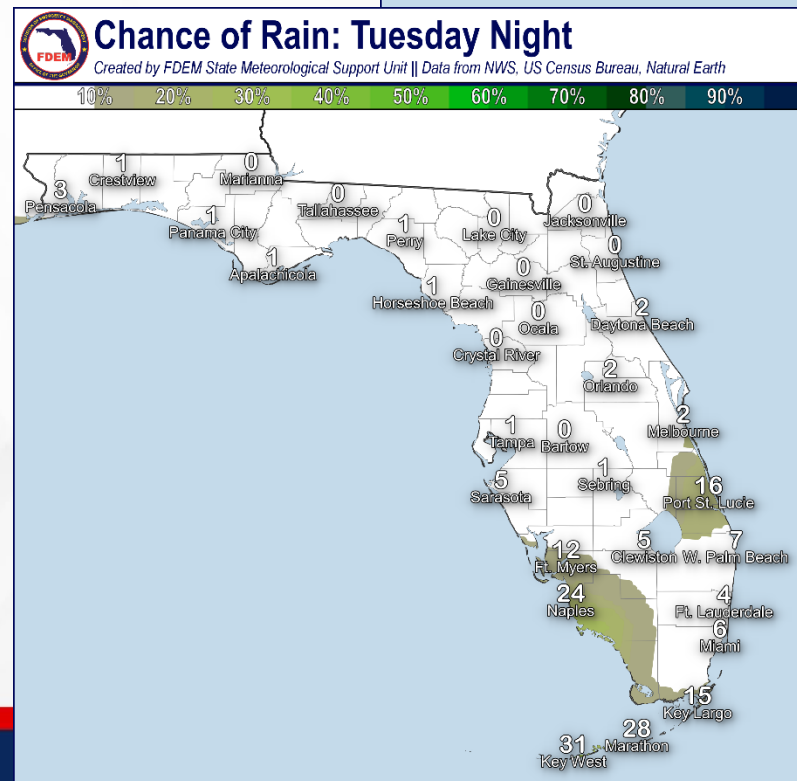 Chance of Rain: Tuesday Night
FDEM
Created by FDEM State Meteorological Support Unit || Data from NWS, US Census Bureau, Natural Earth
10% 20% 30% 40% 50% 60% 70% 80% 90%
1
Crestview
0
Marianna
3
Pensacola
0
Tallahassee
1
Panama City
1
Perry
0
Lake City
0
Jacksonville
1
Apalachicola
0
St. Augustine
0
Gainesville
1
Horseshoe Beach
0
Ocala
2
Daytona Beach
0
Crystal River
2
Orlando
2
Melbourne
1
Tampa
0
Bartow
1
Sebring
5
Sarasota
16
Port St. Lucie
12
Ft. Myers
5
Clewiston
7
W. Palm Beach
24
Naples
4
Ft. Lauderdale
6
Miami
15
Key Largo
28
Marathon
31
Key West